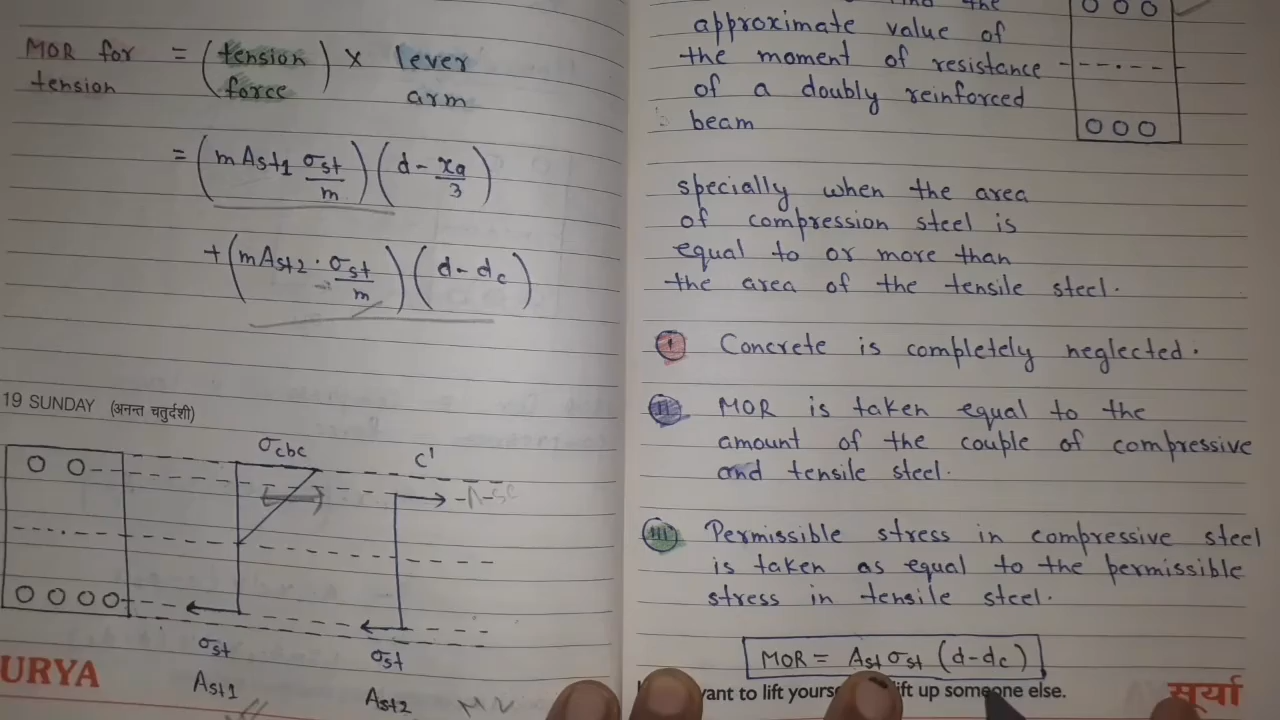 MOR for = (tension force) × lever arm
tension
= (m Ast1 σst/m) (d - xa/3)
+ (m Ast2 · σst/m) (d - dc)
19 SUNDAY (अनन्त चतुर्दशी)
σcbc
c'
σst
Ast1
σst
Ast2
URYA
the
approximate value of
the moment of resistance
of a doubly reinforced
beam
specially when the area
of compression steel is
equal to or more than
the area of the tensile steel.
I Concrete is completely neglected.
II MOR is taken equal to the
amount of the couple of compressive
and tensile steel.
III Permissible stress in compressive steel
is taken as equal to the permissible
stress in tensile steel.
MOR = Ast σst (d - dc)
want to lift lift up someone else.
सूर्या